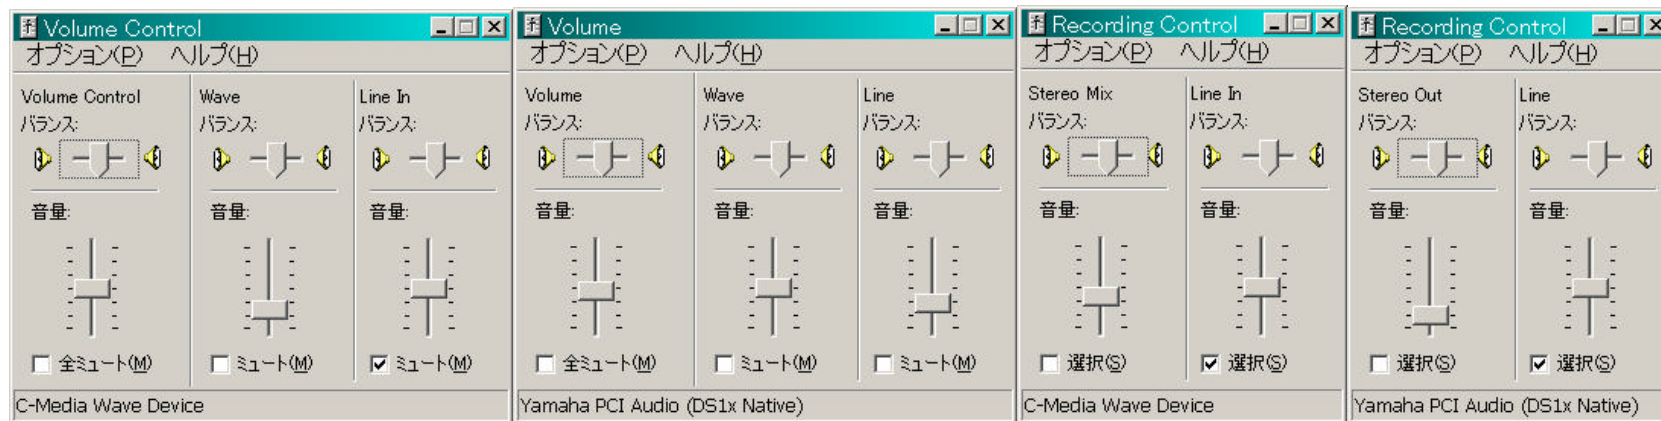 Volume Control
オプション(P) ヘルプ(H)
Volume Control Wave Line In
バランス: バランス: バランス:
音量: 音量: 音量:
全ミュート(M) ミュート(M) ミュート(M)
C-Media Wave Device
Volume
オプション(P) ヘルプ(H)
Volume Wave Line
バランス: バランス: バランス:
音量: 音量: 音量:
全ミュート(M) ミュート(M) ミュート(M)
Yamaha PCI Audio (DS1x Native)
Recording Control
オプション(P) ヘルプ(H)
Stereo Mix Line In
バランス: バランス:
音量: 音量:
選択(S) 選択(S)
C-Media Wave Device
Recording Control
オプション(P) ヘルプ(H)
Stereo Out Line
バランス: バランス:
音量: 音量:
選択(S) 選択(S)
Yamaha PCI Audio (DS1x Native)